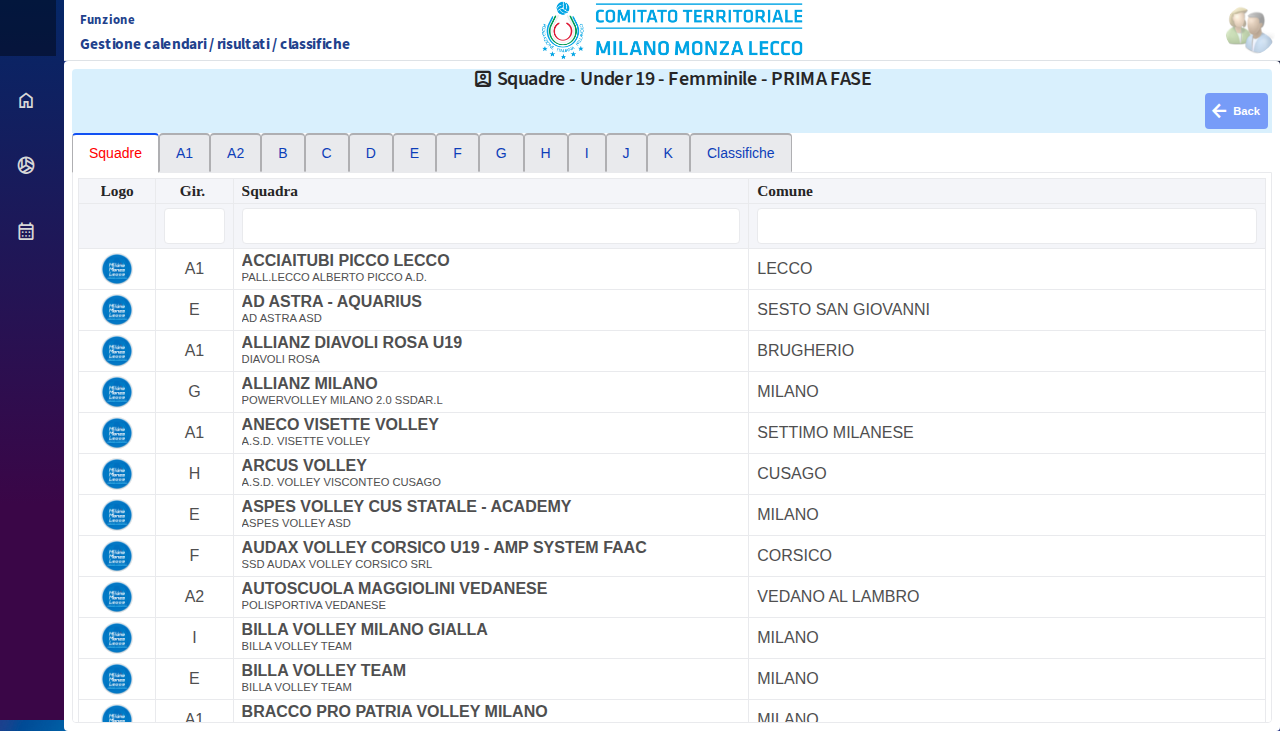 Funzione
Gestione calendari / risultati / classifiche
COMITATO TERRITORIALE
MILANO MONZA LECCO
Squadre - Under 19 - Femminile - PRIMA FASE
Back
Squadre A1 A2 B C D E F G H I J K Classifiche
Logo Gir. Squadra Comune
A1 ACCIAITUBI PICCO LECCO LECCO
PALL.LECCO ALBERTO PICCO A.D.
E AD ASTRA - AQUARIUS SESTO SAN GIOVANNI
AD ASTRA ASD
A1 ALLIANZ DIAVOLI ROSA U19 BRUGHERIO
DIAVOLI ROSA
G ALLIANZ MILANO MILANO
POWERVOLLEY MILANO 2.0 SSDAR.L
A1 ANECO VISETTE VOLLEY SETTIMO MILANESE
A.S.D. VISETTE VOLLEY
H ARCUS VOLLEY CUSAGO
A.S.D. VOLLEY VISCONTEO CUSAGO
E ASPES VOLLEY CUS STATALE - ACADEMY MILANO
ASPES VOLLEY ASD
F AUDAX VOLLEY CORSICO U19 - AMP SYSTEM FAAC CORSICO
SSD AUDAX VOLLEY CORSICO SRL
A2 AUTOSCUOLA MAGGIOLINI VEDANESE VEDANO AL LAMBRO
POLISPORTIVA VEDANESE
I BILLA VOLLEY MILANO GIALLA MILANO
BILLA VOLLEY TEAM
E BILLA VOLLEY TEAM MILANO
BILLA VOLLEY TEAM
A1 BRACCO PRO PATRIA VOLLEY MILANO MILANO